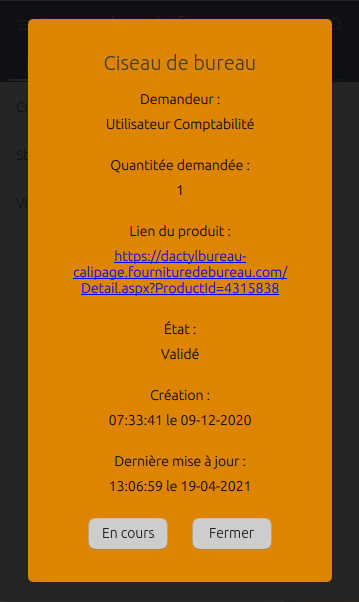 Ciseau de bureau
Demandeur :
Utilisateur Comptabilité
Quantitée demandée :
1
Lien du produit :
https://dactylbureau-
calipage.fournituredebureau.com/
Detail.aspx?ProductId=4315838
État :
Validé
Création :
07:33:41 le 09-12-2020
Dernière mise à jour :
13:06:59 le 19-04-2021
En cours
Fermer